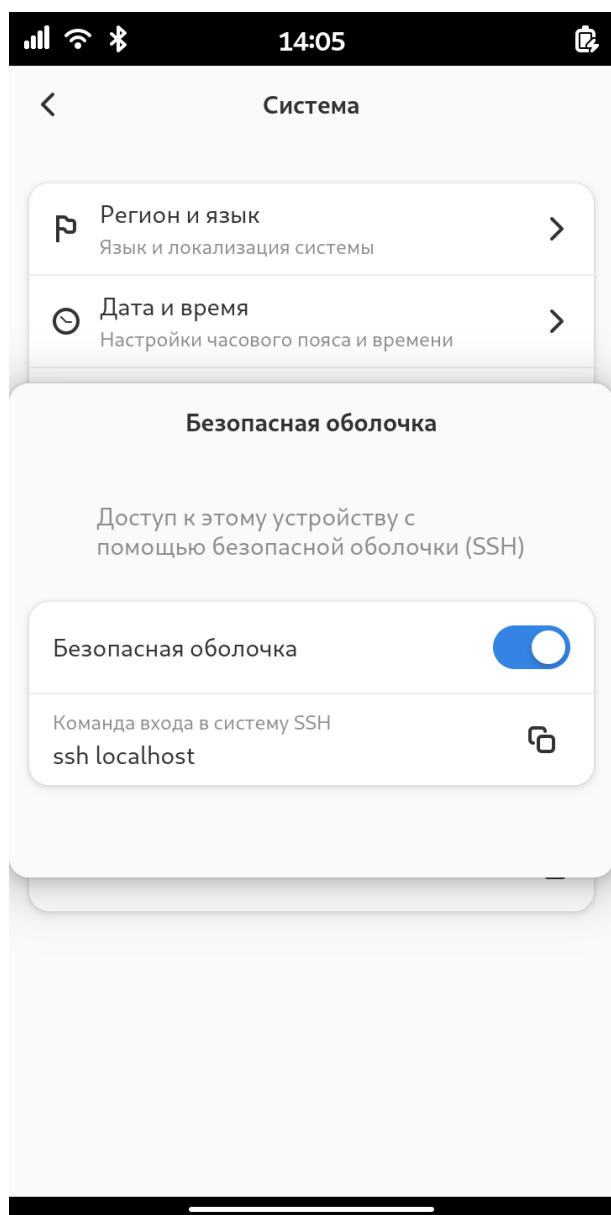 14:05
Система
Регион и язык
Язык и локализация системы
Дата и время
Настройки часового пояса и времени
Безопасная оболочка
Доступ к этому устройству с
помощью безопасной оболочки (SSH)
Безопасная оболочка
Команда входа в систему SSH
ssh localhost